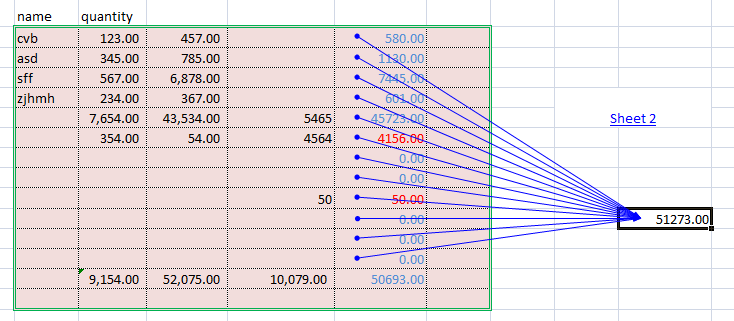 name quantity
cvb 123.00 457.00 580.00
asd 345.00 785.00 1130.00
sff 567.00 6,878.00 7445.00
zjhmh 234.00 367.00 601.00
7,654.00 43,534.00 5465 45723.00
Sheet 2
354.00 54.00 4564 4156.00
0.00
0.00
50 50.00
0.00 51273.00
0.00
0.00
9,154.00 52,075.00 10,079.00 50693.00